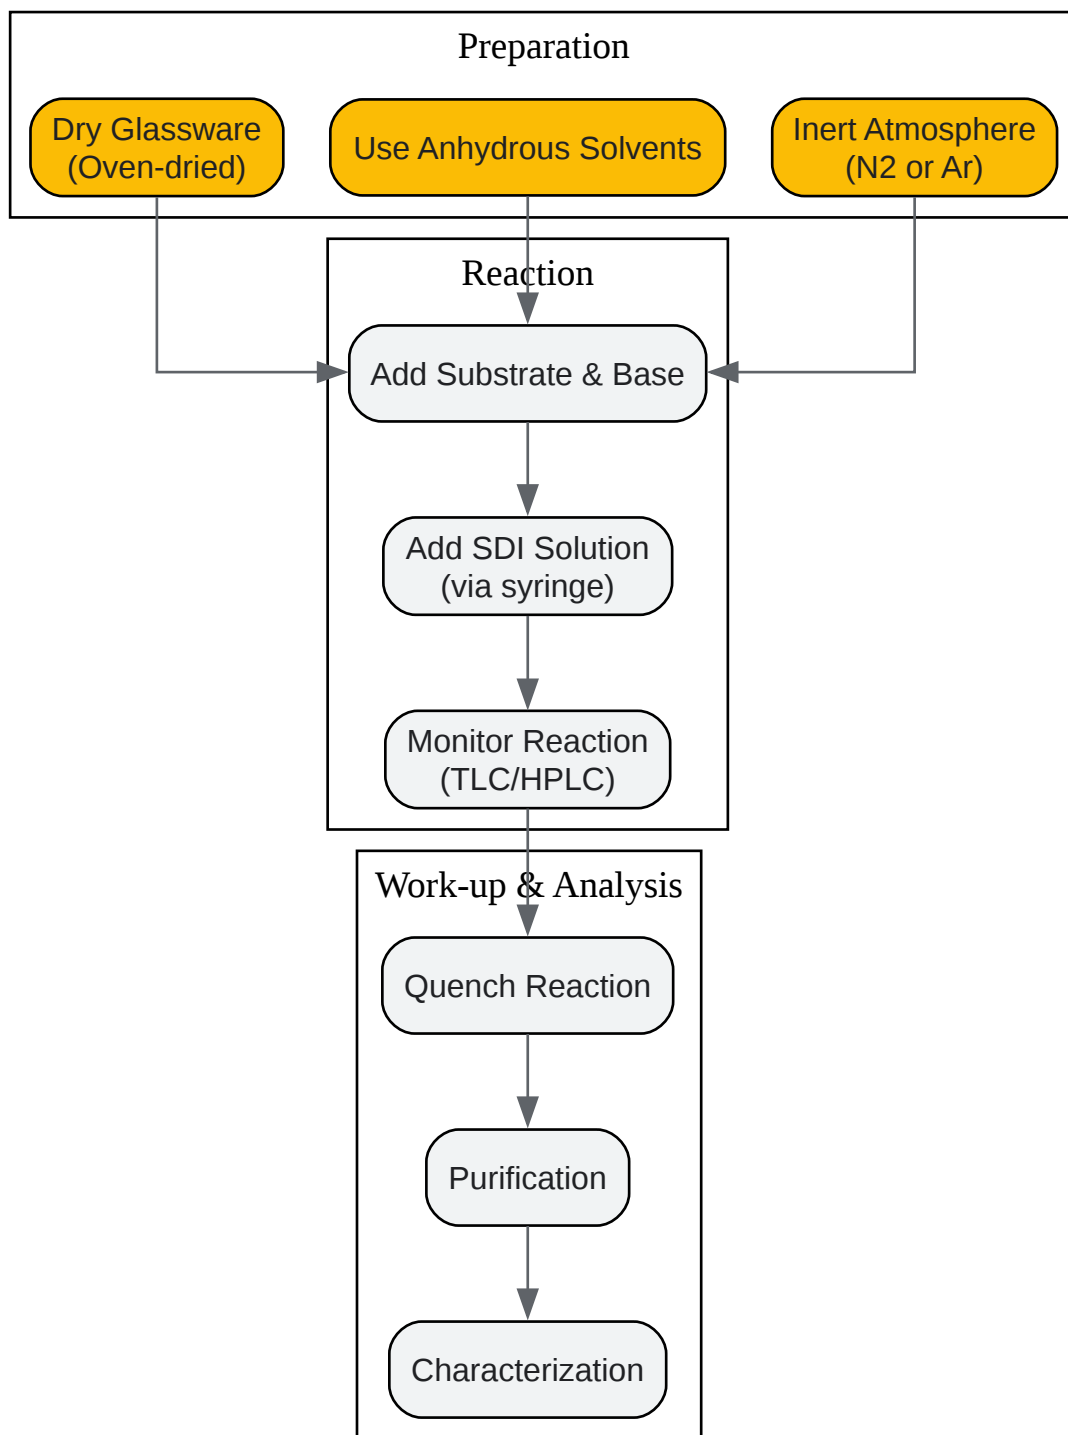 Preparation
Dry Glassware
(Oven-dried)
Use Anhydrous Solvents
Inert Atmosphere
(N2 or Ar)
Reaction
Add Substrate & Base
Add SDI Solution
(via syringe)
Monitor Reaction
(TLC/HPLC)
Work-up & Analysis
Quench Reaction
Purification
Characterization